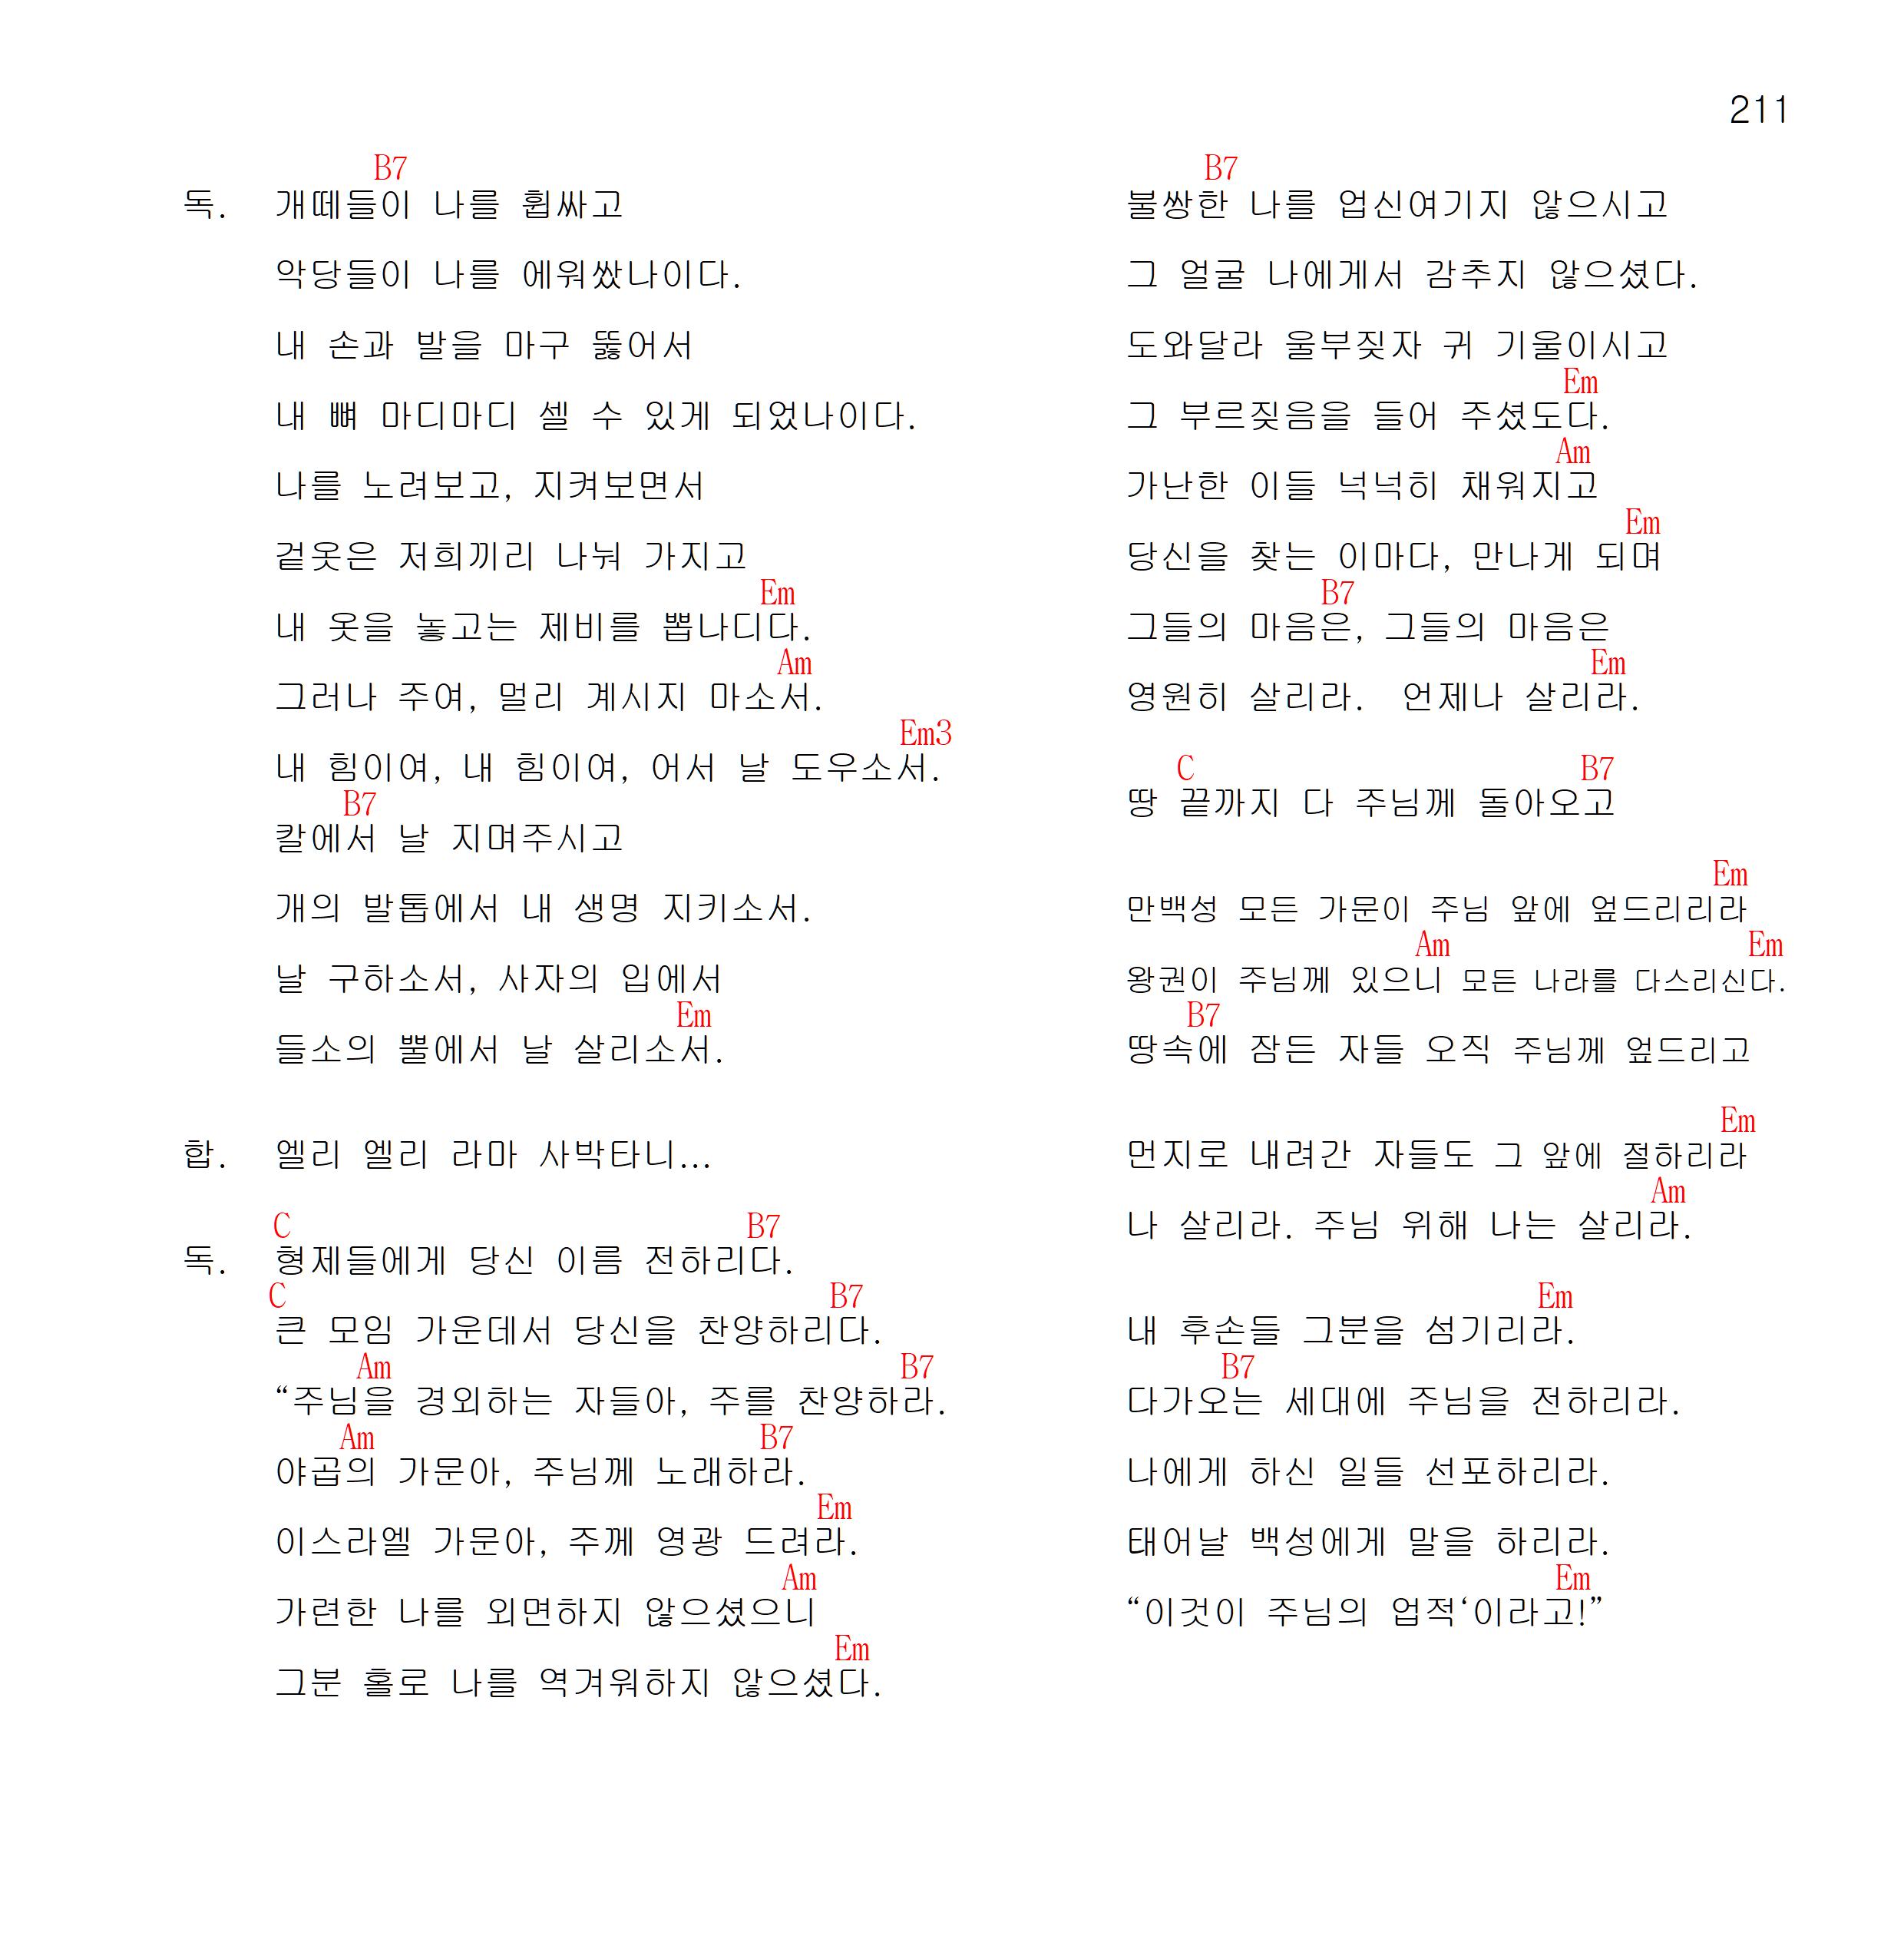 211
B7
독. 개떼들이 나를 휩싸고
악당들이 나를 에워쌌나이다.
내 손과 발을 마구 뚫어서
내 뼈 마디마디 셀 수 있게 되었나이다.
나를 노려보고, 지켜보면서
겉옷은 저희끼리 나눠 가지고
Em
내 옷을 놓고는 제비를 뽑나디다.
Am
그러나 주여, 멀리 계시지 마소서.
Em3
내 힘이여, 내 힘이여, 어서 날 도우소서.
B7
칼에서 날 지며주시고
개의 발톱에서 내 생명 지키소서.
날 구하소서, 사자의 입에서
Em
들소의 뿔에서 날 살리소서.
합. 엘리 엘리 라마 사박타니...
C B7
독. 형제들에게 당신 이름 전하리다.
C B7
큰 모임 가운데서 당신을 찬양하리다.
Am B7
“주님을 경외하는 자들아, 주를 찬양하라.
Am B7
야곱의 가문아, 주님께 노래하라.
Em
이스라엘 가문아, 주께 영광 드려라.
Am
가련한 나를 외면하지 않으셨으니
Em
그분 홀로 나를 역겨워하지 않으셨다.
B7
불쌍한 나를 업신여기지 않으시고
그 얼굴 나에게서 감추지 않으셨다.
도와달라 울부짖자 귀 기울이시고
Em
그 부르짖음을 들어 주셨도다.
Am
가난한 이들 넉넉히 채워지고
Em
당신을 찾는 이마다, 만나게 되며
B7
그들의 마음은, 그들의 마음은
Em
영원히 살리라. 언제나 살리라.
C B7
땅 끝까지 다 주님께 돌아오고
Em
만백성 모든 가문이 주님 앞에 엎드리리라
Am Em
왕권이 주님께 있으니 모든 나라를 다스리신다.
B7
땅속에 잠든 자들 오직 주님께 엎드리고
Em
먼지로 내려간 자들도 그 앞에 절하리라
Am
나 살리라. 주님 위해 나는 살리라.
Em
내 후손들 그분을 섬기리라.
B7
다가오는 세대에 주님을 전하리라.
나에게 하신 일들 선포하리라.
태어날 백성에게 말을 하리라.
Em
“이것이 주님의 업적‘이라고!”